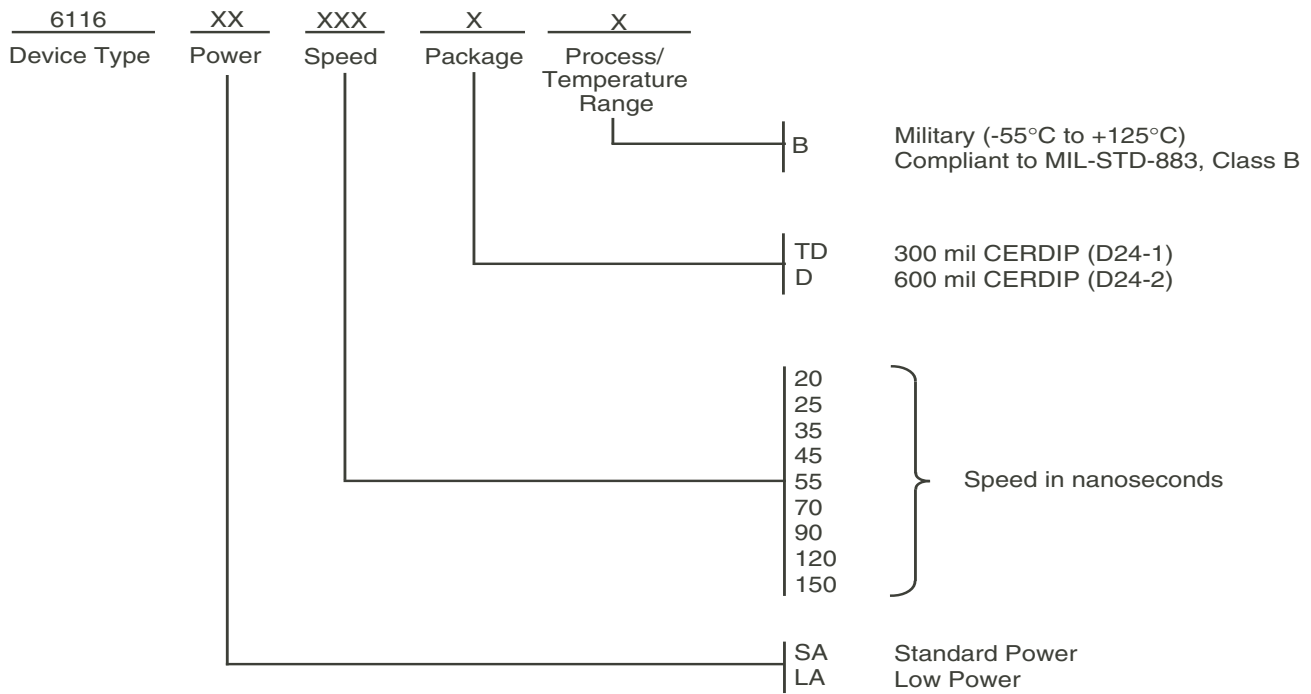 6116 XX XXX X X
Device Type Power Speed Package Process/
Temperature
Range
B Military (-55°C to +125°C)
Compliant to MIL-STD-883, Class B
TD 300 mil CERDIP (D24-1)
D 600 mil CERDIP (D24-2)
20
25
35
45
55
70
90
120
150
Speed in nanoseconds
SA Standard Power
LA Low Power